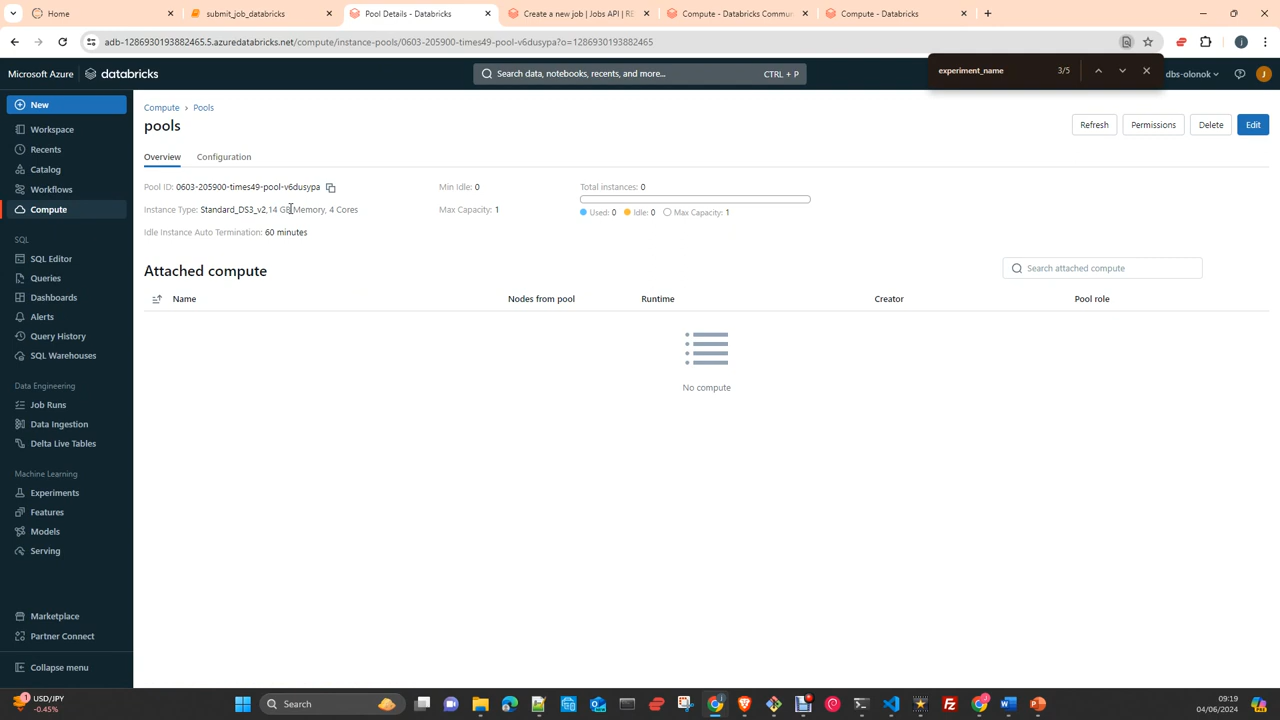 Home
submit_job_databricks
Pool Details - Databricks
Create a new job | Jobs API | RE
Compute - Databricks Commun
Compute - Databricks
adb-1286930193882465.5.azuredatabricks.net/compute/instance-pools/0603-205900-times49-pool-v6dusypa?o=1286930193882465
experiment_name 3/5
Microsoft Azure databricks
Search data, notebooks, recents, and more... CTRL + P
dbs-olonok
J
New
Workspace
Recents
Catalog
Workflows
Compute
SQL
SQL Editor
Queries
Dashboards
Alerts
Query History
SQL Warehouses
Data Engineering
Job Runs
Data Ingestion
Delta Live Tables
Machine Learning
Experiments
Features
Models
Serving
Marketplace
Partner Connect
Collapse menu
Compute › Pools
pools
Refresh
Permissions
Delete
Edit
Overview
Configuration
Pool ID: 0603-205900-times49-pool-v6dusypa
Min Idle: 0
Total instances: 0
Instance Type: Standard_DS3_v2,14 GB Memory, 4 Cores
Max Capacity: 1
Used: 0 Idle: 0 Max Capacity: 1
Idle Instance Auto Termination: 60 minutes
Attached compute
Search attached compute
Name Nodes from pool Runtime Creator Pool role
No compute
USD/JPY
-0.45%
Search
09:19
04/06/2024